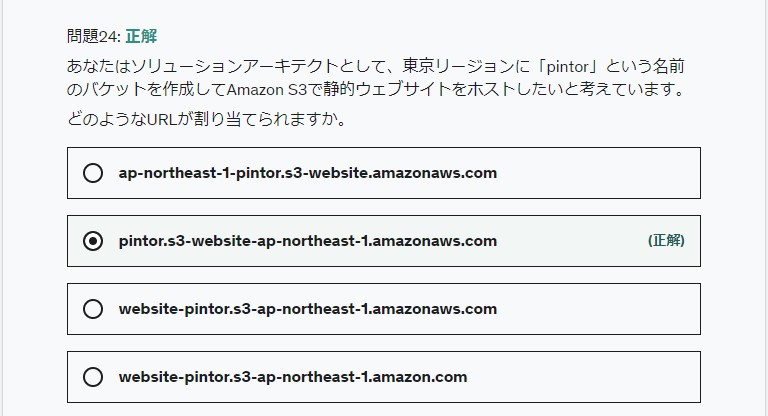 問題24: 正解
あなたはソリューションアーキテクトとして、東京リージョンに「pintor」という名前
のバケットを作成してAmazon S3で静的ウェブサイトをホストしたいと考えています。
どのようなURLが割り当てられますか。
ap-northeast-1-pintor.s3-website.amazonaws.com
pintor.s3-website-ap-northeast-1.amazonaws.com (正解)
website-pintor.s3-ap-northeast-1.amazonaws.com
website-pintor.s3-ap-northeast-1.amazon.com